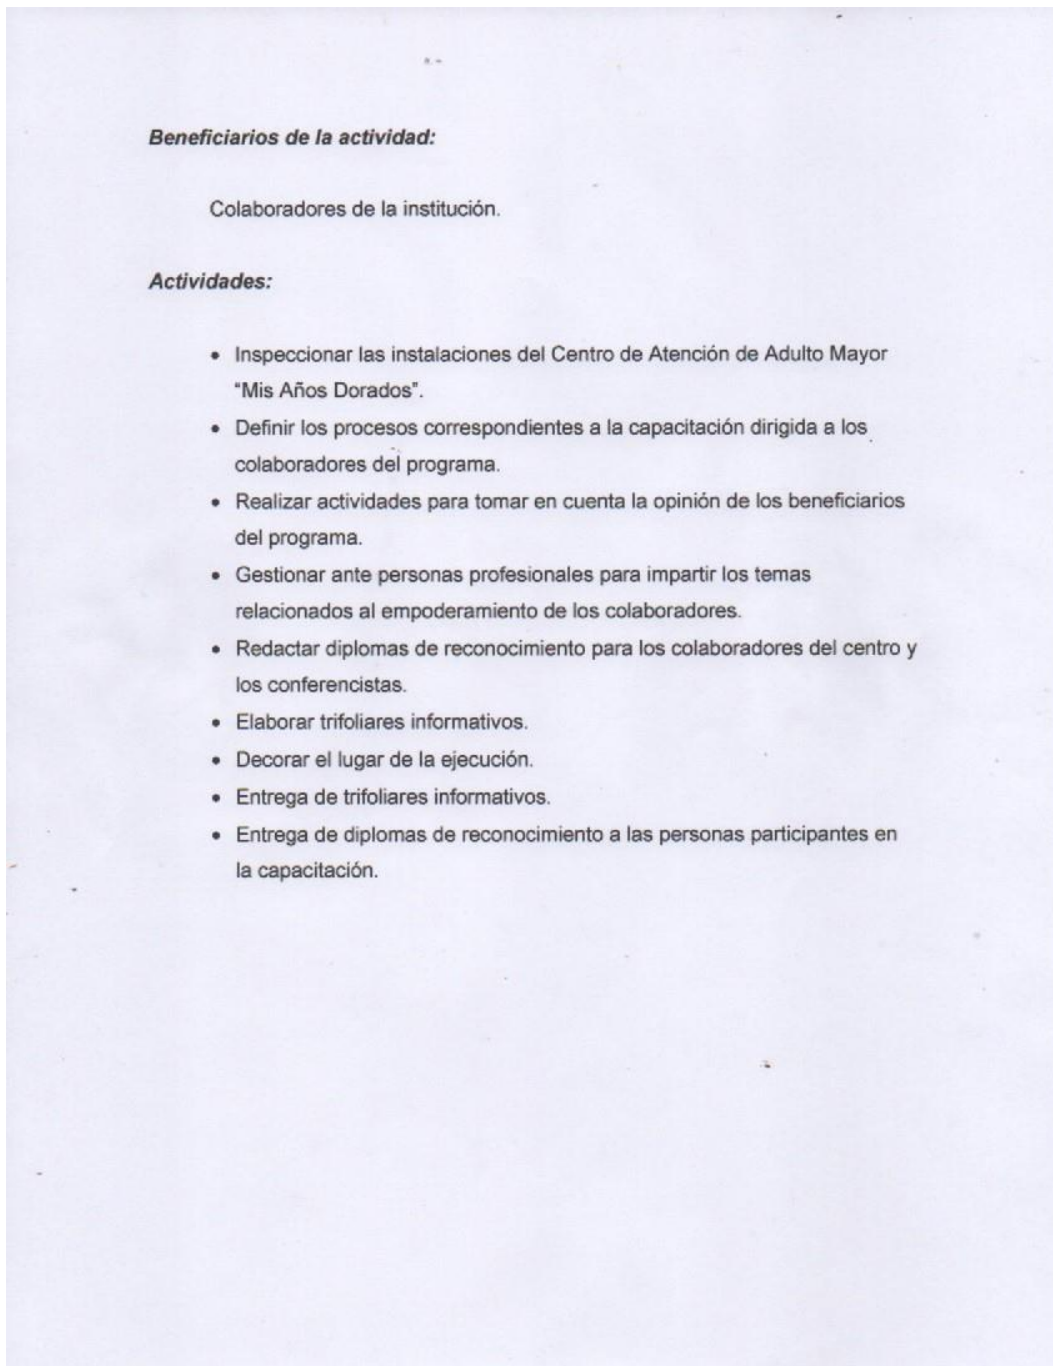 Beneficiarios de la actividad:
Colaboradores de la institución.
Actividades:
• Inspeccionar las instalaciones del Centro de Atención de Adulto Mayor
"Mis Años Dorados".
• Definir los procesos correspondientes a la capacitación dirigida a los
colaboradores del programa.
• Realizar actividades para tomar en cuenta la opinión de los beneficiarios
del programa.
• Gestionar ante personas profesionales para impartir los temas
relacionados al empoderamiento de los colaboradores.
• Redactar diplomas de reconocimiento para los colaboradores del centro y
los conferencistas.
• Elaborar trifoliares informativos.
• Decorar el lugar de la ejecución.
• Entrega de trifoliares informativos.
• Entrega de diplomas de reconocimiento a las personas participantes en
la capacitación.